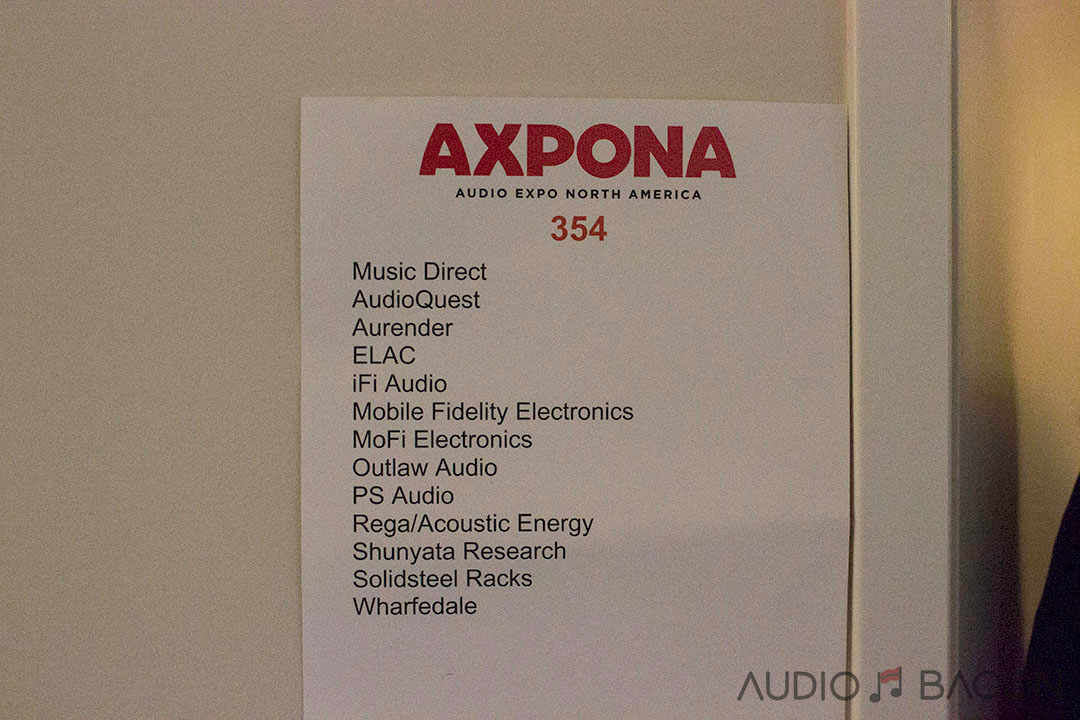 AXPONA
AUDIO EXPO NORTH AMERICA
354
Music Direct
AudioQuest
Aurender
ELAC
iFi Audio
Mobile Fidelity Electronics
MoFi Electronics
Outlaw Audio
PS Audio
Rega/Acoustic Energy
Shunyata Research
Solidsteel Racks
Wharfedale
AUDIO